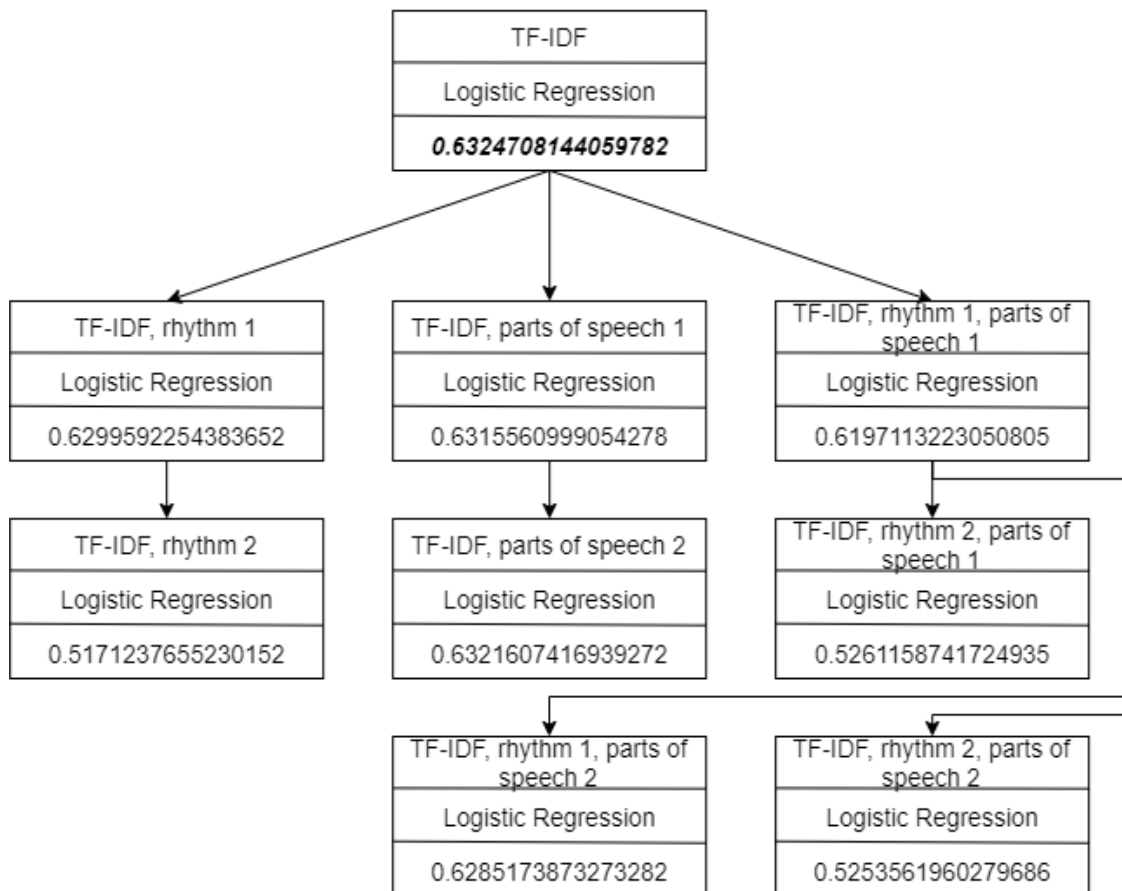 TF-IDF
Logistic Regression
0.6324708144059782
TF-IDF, rhythm 1
Logistic Regression
0.6299592254383652
TF-IDF, parts of speech 1
Logistic Regression
0.6315560999054278
TF-IDF, rhythm 1, parts of
speech 1
Logistic Regression
0.6197113223050805
TF-IDF, rhythm 2
Logistic Regression
0.5171237655230152
TF-IDF, parts of speech 2
Logistic Regression
0.6321607416939272
TF-IDF, rhythm 2, parts of
speech 1
Logistic Regression
0.5261158741724935
TF-IDF, rhythm 1, parts of
speech 2
Logistic Regression
0.6285173873273282
TF-IDF, rhythm 2, parts of
speech 2
Logistic Regression
0.5253561960279686